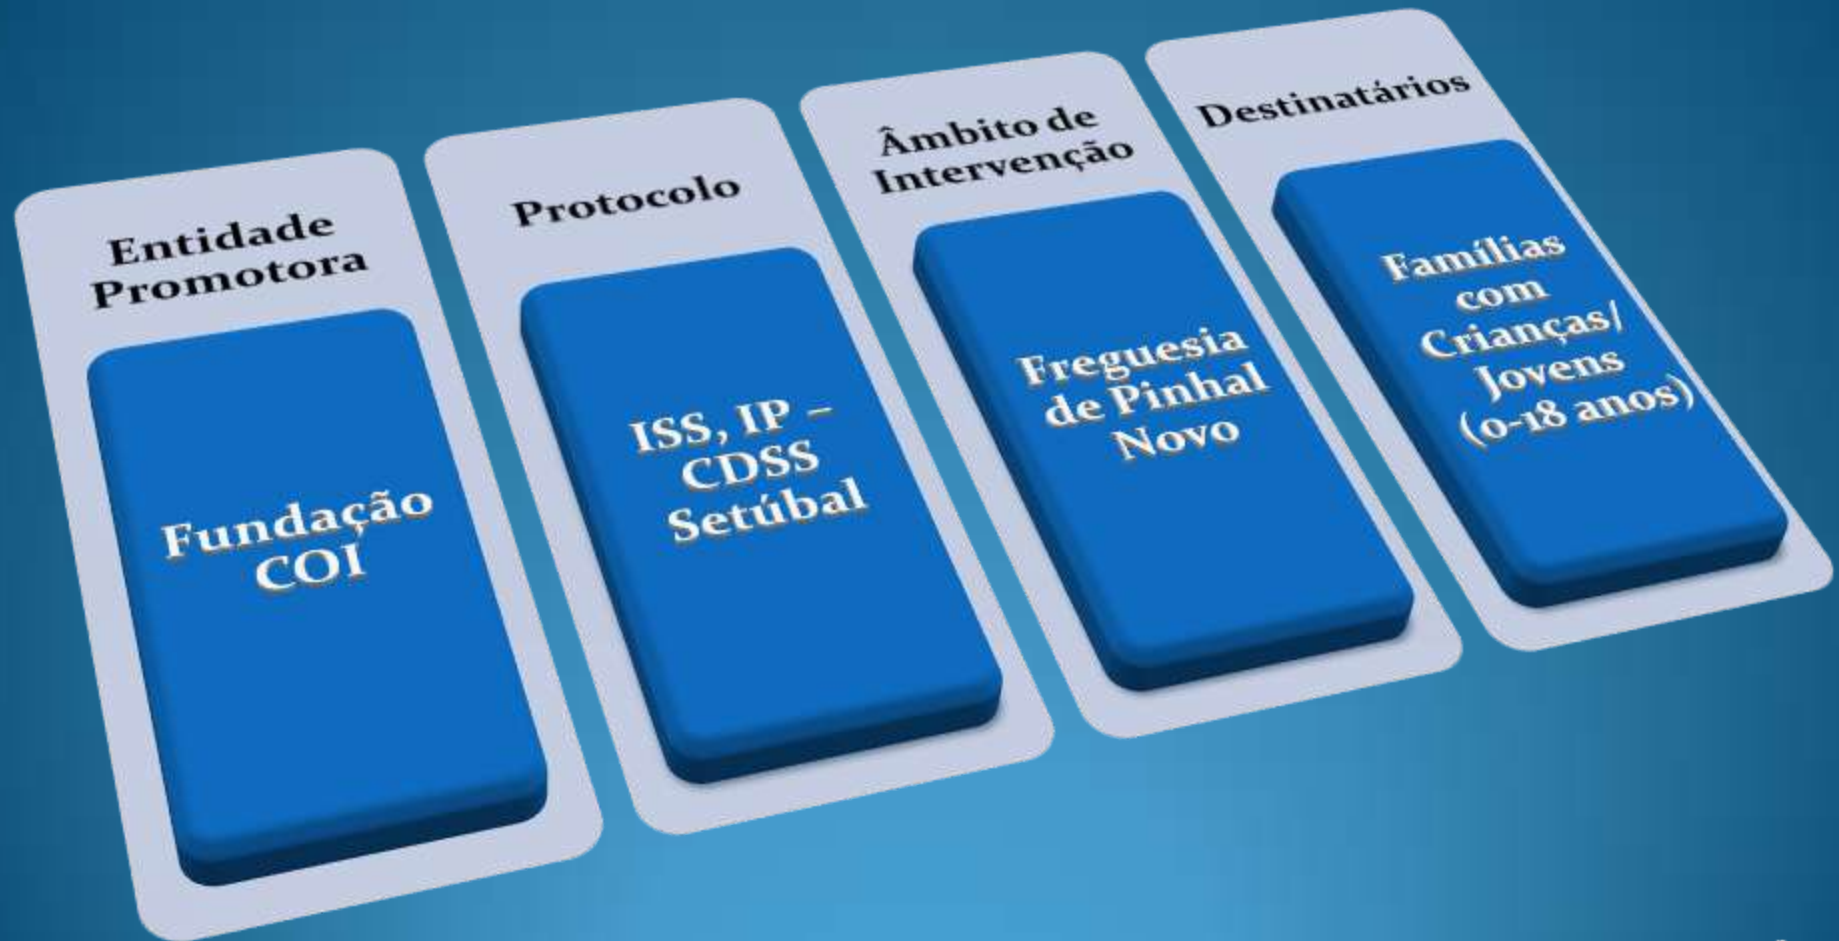 Entidade
Promotora
Fundação
COI
Protocolo
ISS, IP –
CDSS
Setúbal
Âmbito de
Intervenção
Freguesia
de Pinhal
Novo
Destinatários
Famílias
com
Crianças/
Jovens
(0-18 anos)